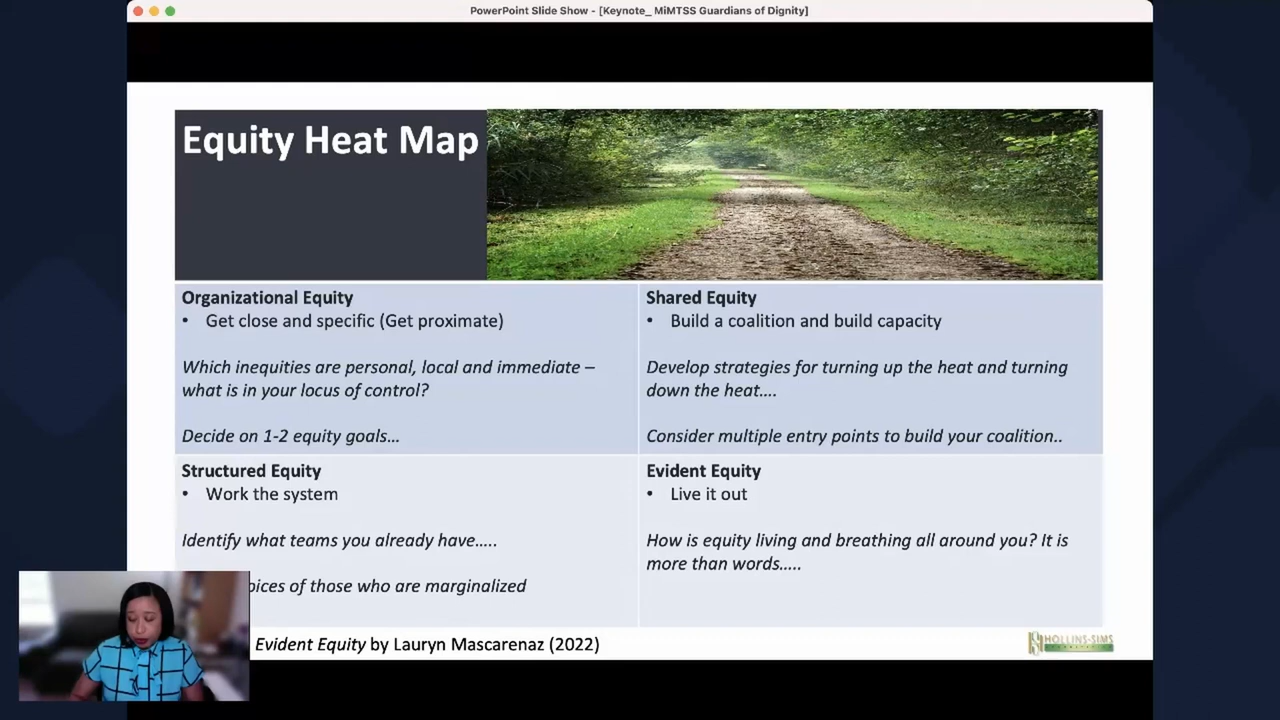 PowerPoint Slide Show - [Keynote_ MiMTSS Guardians of Dignity]
Equity Heat Map
Organizational Equity
• Get close and specific (Get proximate)
Which inequities are personal, local and immediate –
what is in your locus of control?
Decide on 1-2 equity goals…
Shared Equity
• Build a coalition and build capacity
Develop strategies for turning up the heat and turning
down the heat….
Consider multiple entry points to build your coalition..
Structured Equity
• Work the system
Identify what teams you already have…..
of those who are marginalized
Evident Equity
• Live it out
How is equity living and breathing all around you? It is
more than words…..
Evident Equity by Lauryn Mascarenaz (2022)
HOLLINS-SIMS